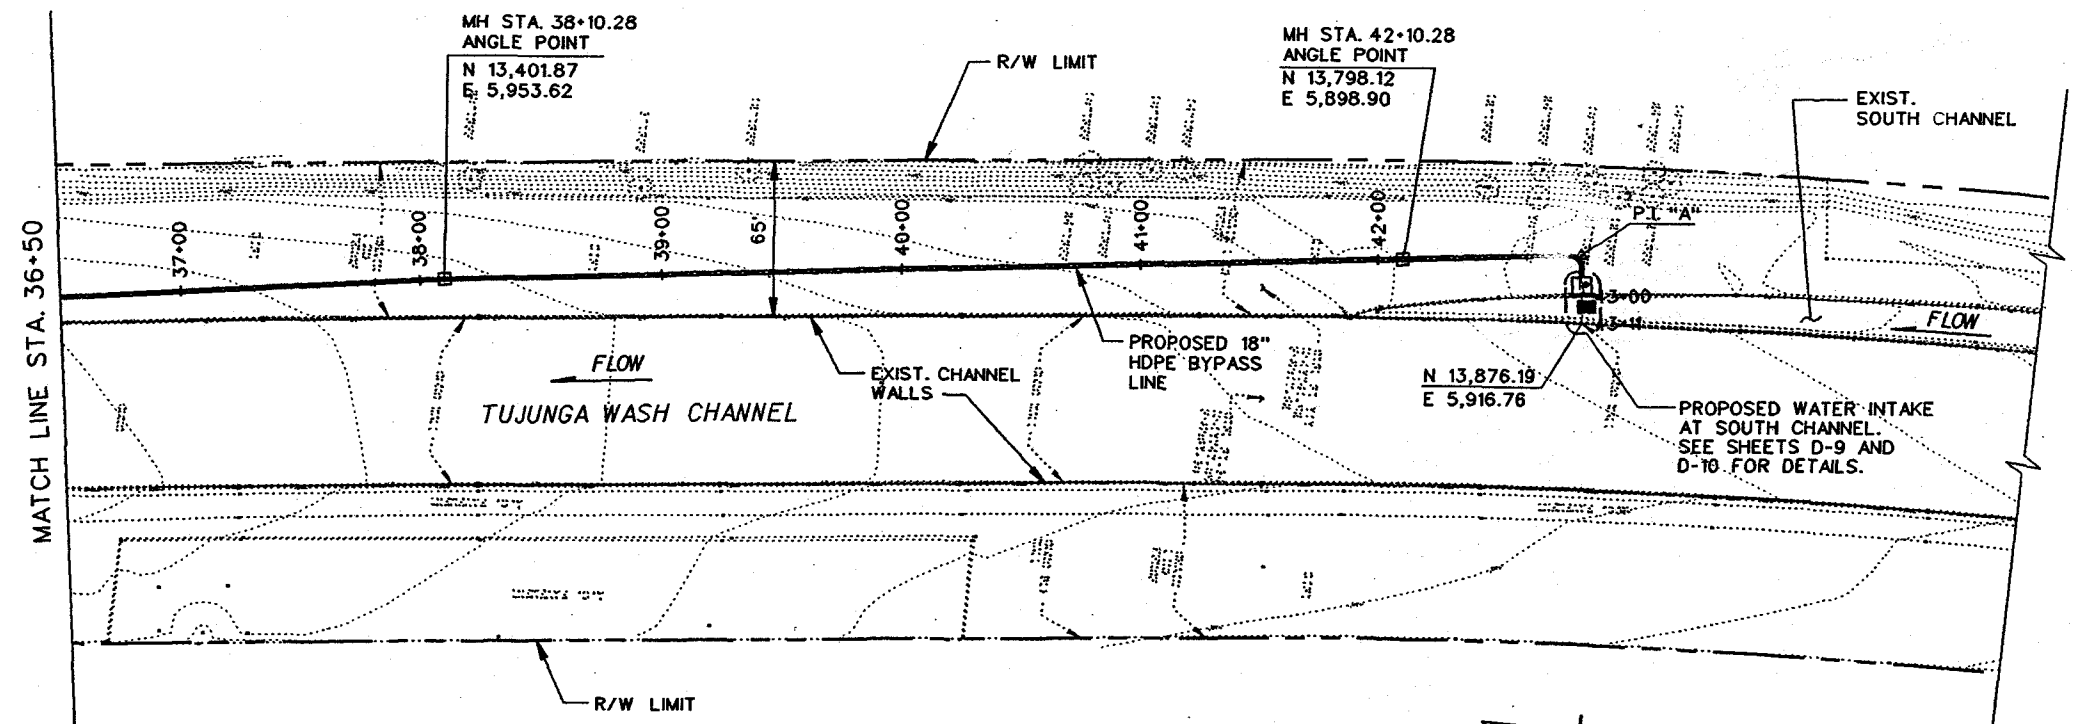 MH STA. 38+10.28
ANGLE POINT
N 13,401.87
E 5,953.62
R/W LIMIT
MH STA. 42+10.28
ANGLE POINT
N 13,798.12
E 5,898.90
EXIST.
SOUTH CHANNEL
MATCH LINE STA. 36+50
37+00
38+00
39+00
65'
40+00
41+00
42+00
P.I. "A"
3+00
3+11
FLOW
PROPOSED 18"
HDPE BYPASS
LINE
FLOW
EXIST. CHANNEL
WALLS
TUJUNGA WASH CHANNEL
N 13,876.19
E 5,916.76
PROPOSED WATER INTAKE
AT SOUTH CHANNEL.
SEE SHEETS D-9 AND
D-10 FOR DETAILS.
R/W LIMIT